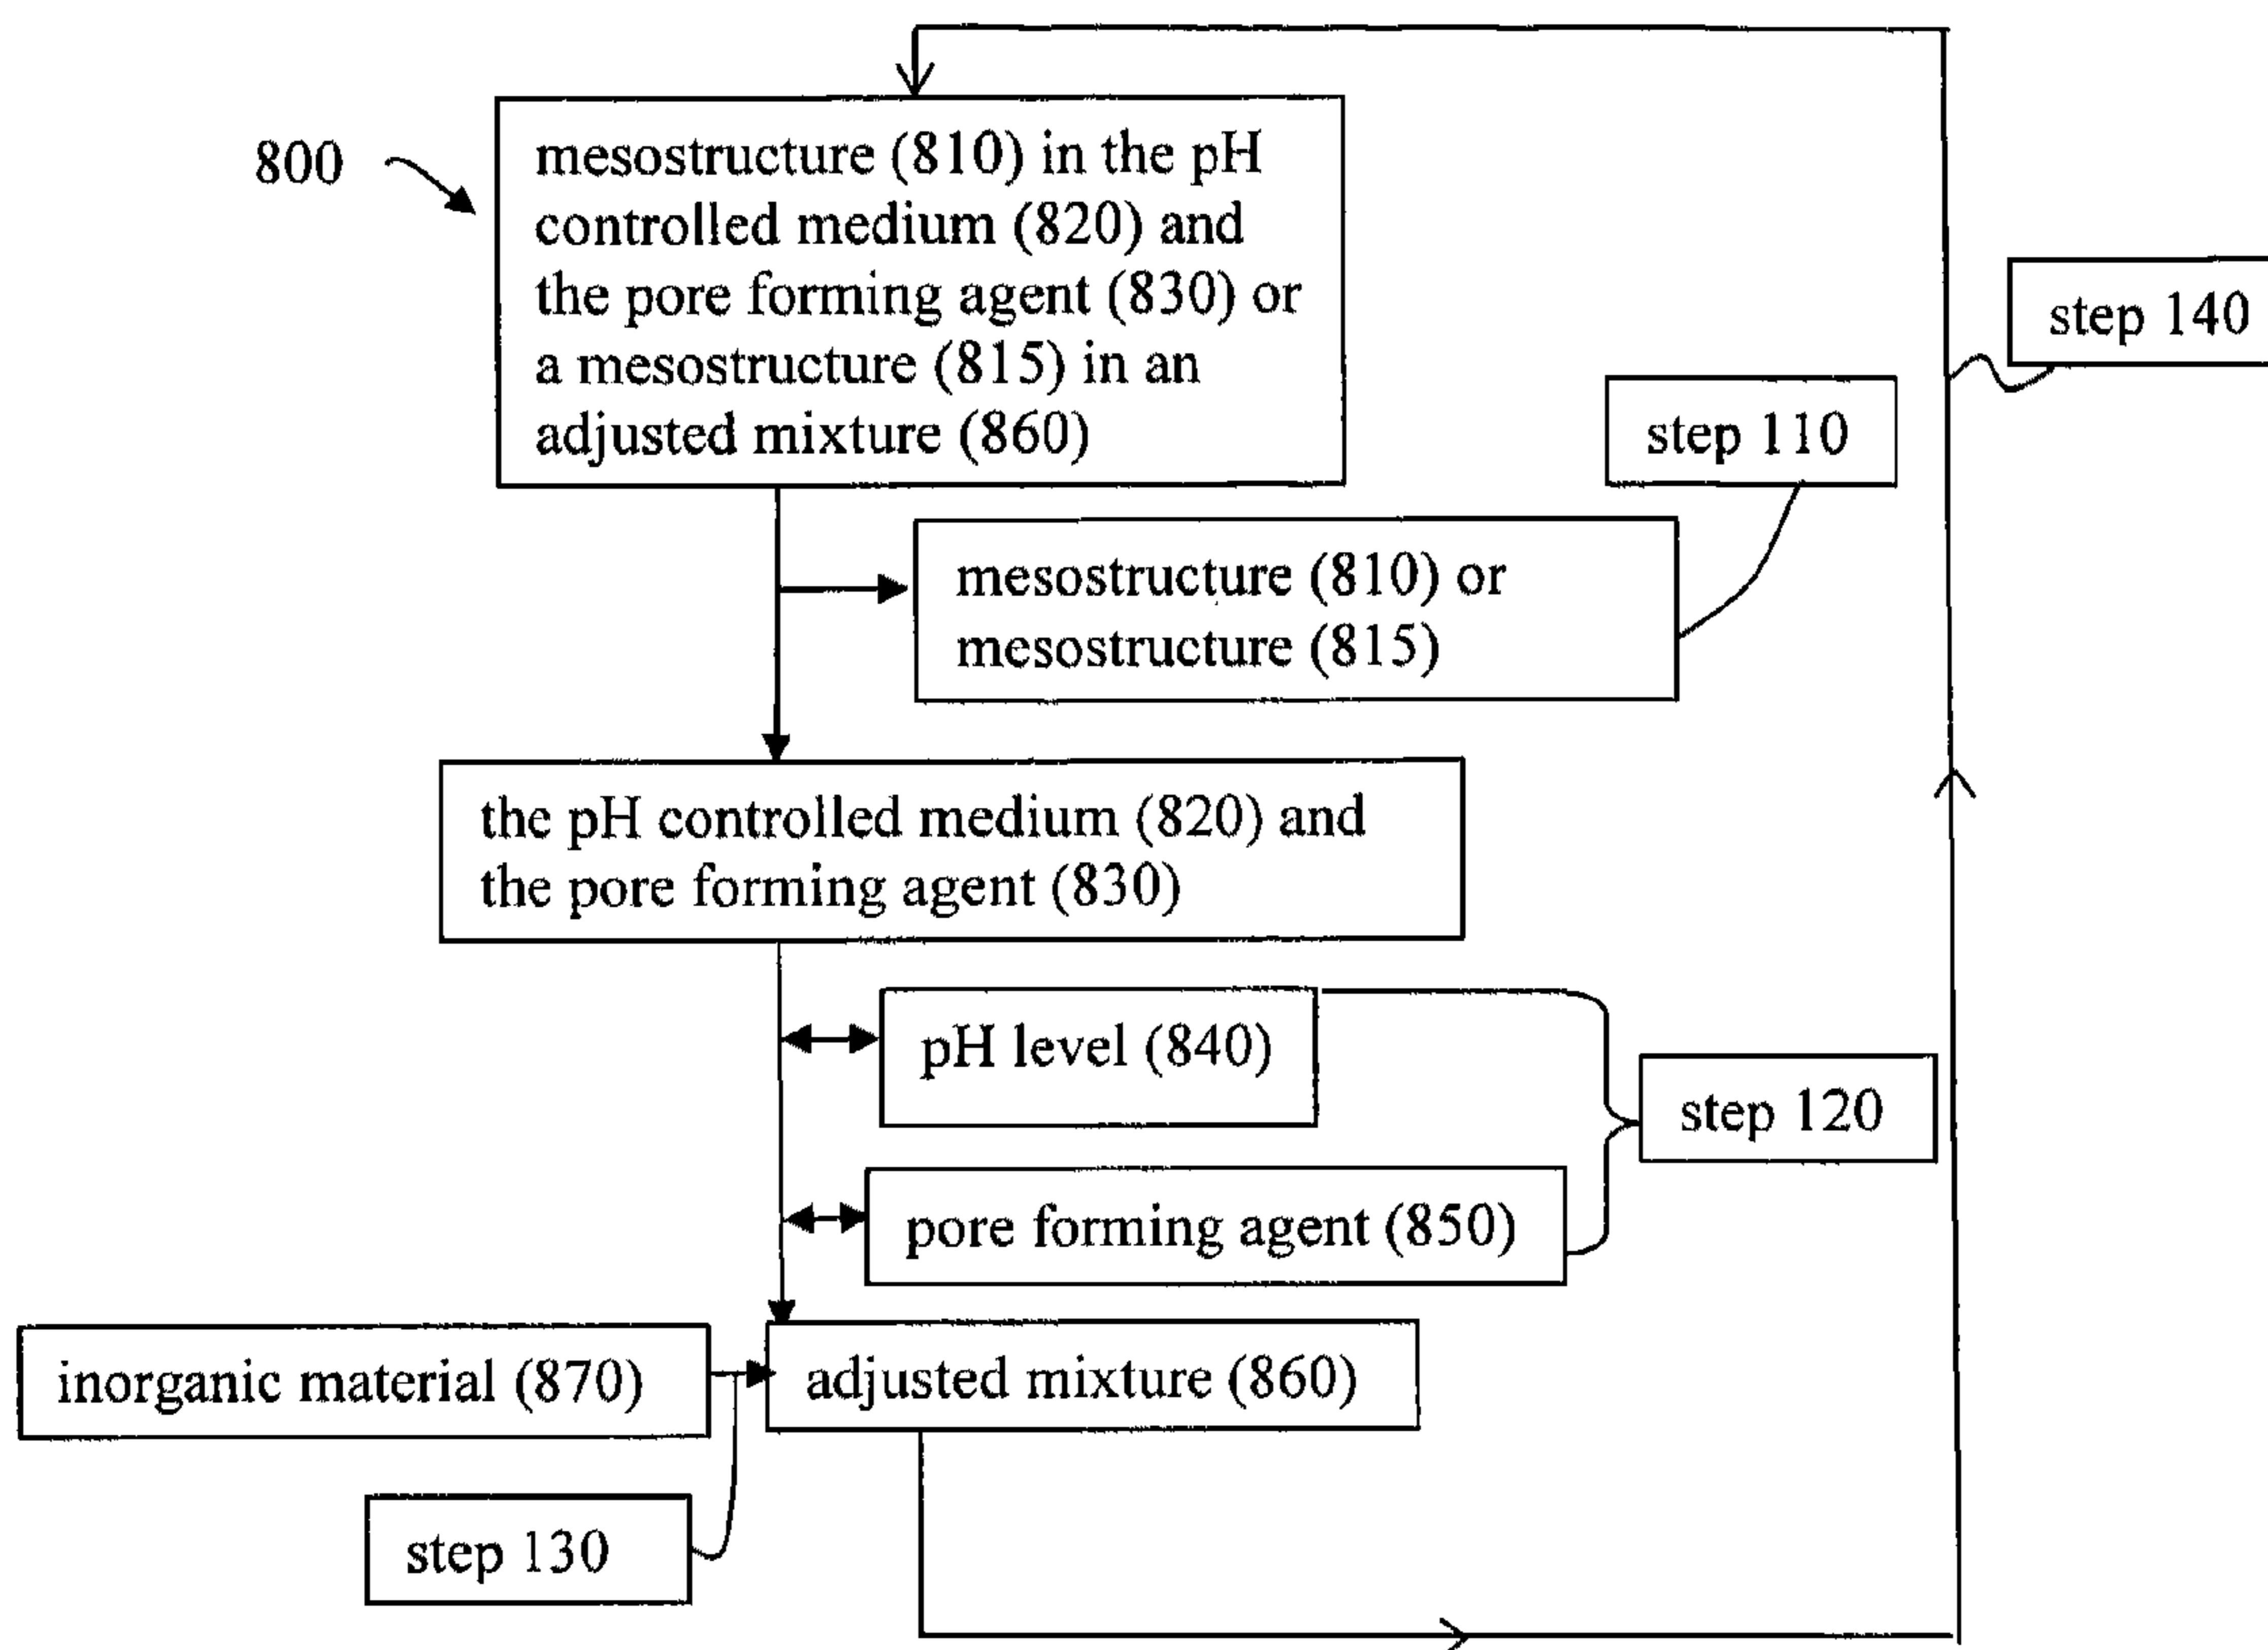 800
mesostructure (810) in the pH
controlled medium (820) and
the pore forming agent (830) or
a mesostructure (815) in an
adjusted mixture (860)
step 140
step 110
mesostructure (810) or
mesostructure (815)
the pH controlled medium (820) and
the pore forming agent (830)
pH level (840)
step 120
pore forming agent (850)
inorganic material (870)
adjusted mixture (860)
step 130